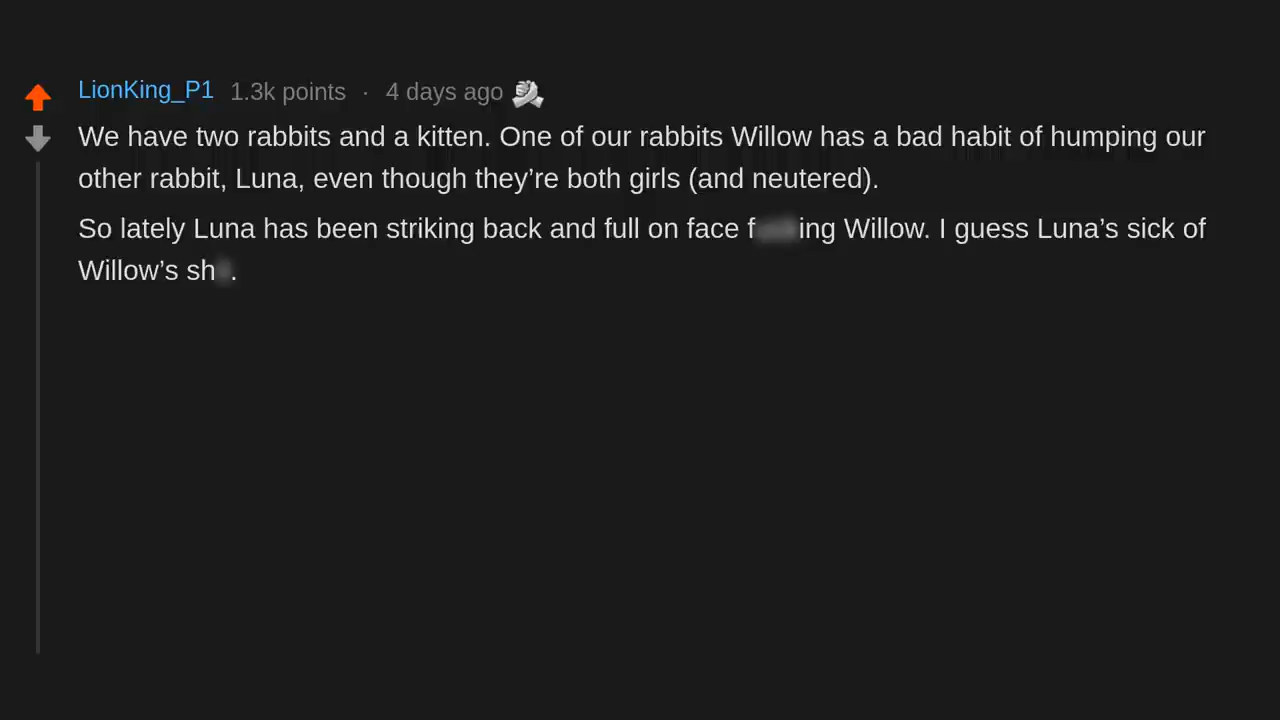 LionKing_P1 1.3k points · 4 days ago
We have two rabbits and a kitten. One of our rabbits Willow has a bad habit of humping our
other rabbit, Luna, even though they’re both girls (and neutered).
So lately Luna has been striking back and full on face f ing Willow. I guess Luna’s sick of
Willow’s sh .